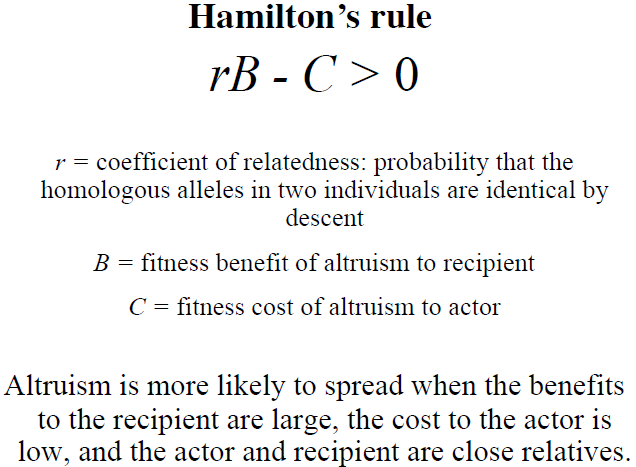 Hamilton’s rule
rB - C > 0
r = coefficient of relatedness: probability that the
homologous alleles in two individuals are identical by
descent
B = fitness benefit of altruism to recipient
C = fitness cost of altruism to actor
Altruism is more likely to spread when the benefits
to the recipient are large, the cost to the actor is
low, and the actor and recipient are close relatives.